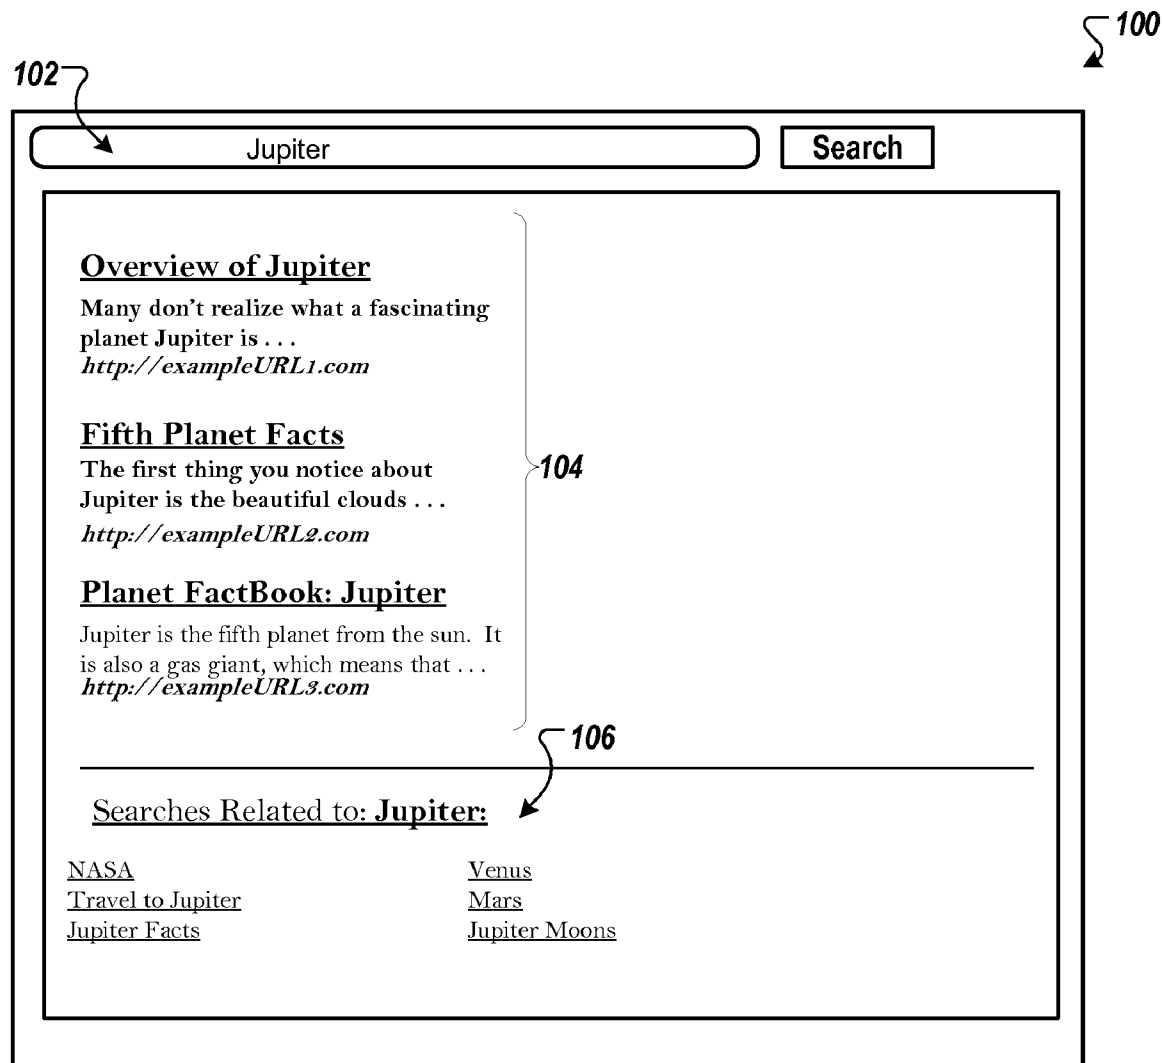 100
102
Jupiter Search
Overview of Jupiter
Many don't realize what a fascinating
planet Jupiter is . . .
http://exampleURL1.com
Fifth Planet Facts
The first thing you notice about
Jupiter is the beautiful clouds . . .
http://exampleURL2.com
104
Planet FactBook: Jupiter
Jupiter is the fifth planet from the sun.  It
is also a gas giant, which means that . . .
http://exampleURL3.com
106
Searches Related to: Jupiter:
NASA
Travel to Jupiter
Jupiter Facts
Venus
Mars
Jupiter Moons